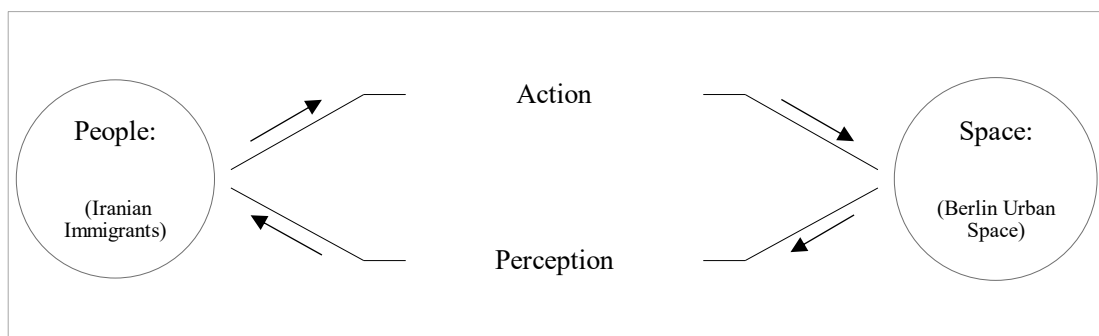 Action
People:
Space:
(Iranian
Immigrants)
(Berlin Urban
Space)
Perception